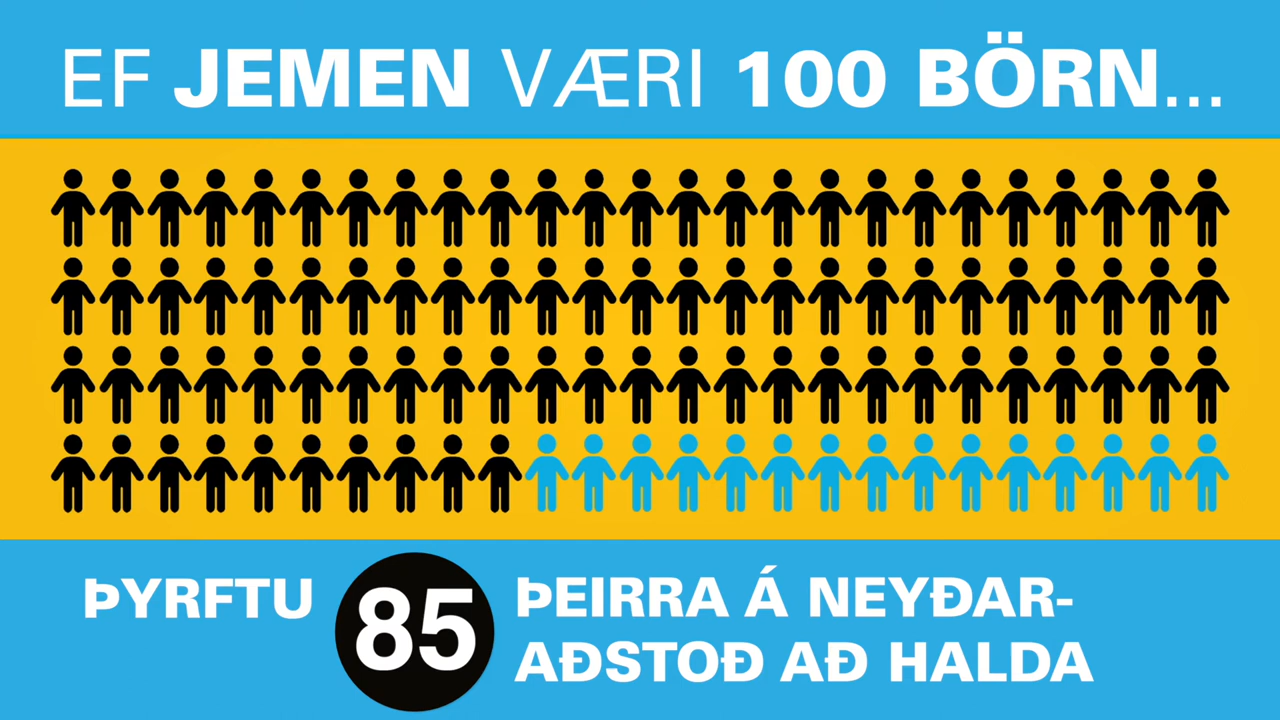 EF JEMEN VÆRI 100 BÖRN...
ÞYRFTU 85 ÞEIRRA Á NEYÐAR-
AÐSTOÐ AÐ HALDA